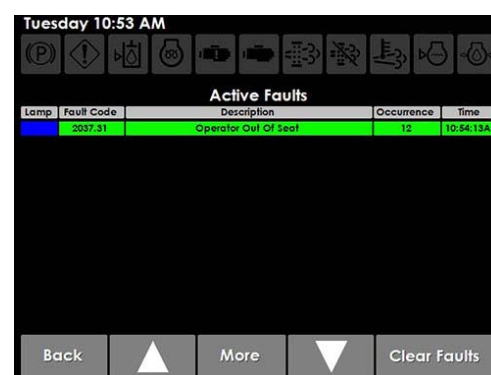 Tuesday 10:53 AM
Active Faults
Lamp Fault Code Description Occurrence Time
2037.31 Operator Out Of Seat 12 10:54:13A
Back More Clear Faults